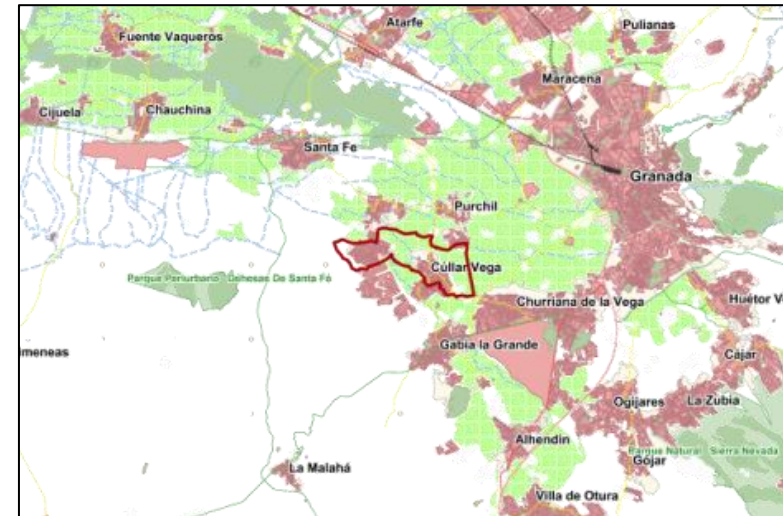 Atarfe
Pulianas
Fuente Vaqueros
Maracena
Cijuela
Chauchina
Santa Fe
Granada
Purchil
Cúllar Vega
Parque Periurbano Dehesas De Santa Fé
Churriana de la Vega
Huétor V
imeneas
Gabia la Grande
Cájar
Ogijares
La Zubia
Alhendín
Parque Natural Sierra Nevada
Gójar
La Malahá
Villa de Otura